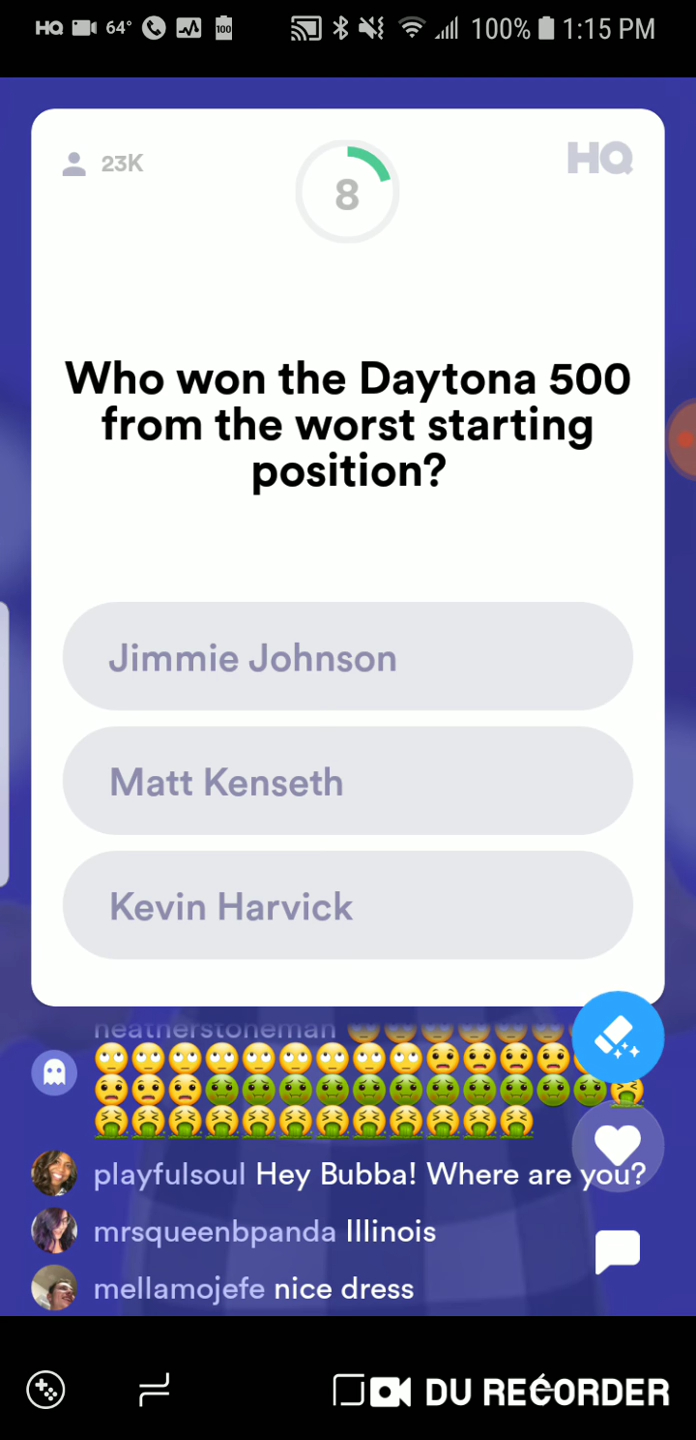 HQ 64° 100 100% 1:15 PM
23K
8
HQ
Who won the Daytona 500
from the worst starting
position?
Jimmie Johnson
Matt Kenseth
Kevin Harvick
heatherstoneman 🙄🙄🙄🙄🙄🙄
🙄🙄🙄🙄🙄🙄🙄🙄🙄😧😧😧😧
😧😧😧🤢🤢🤢🤢🤢🤢🤢🤢🤢🤢🤢🤮
🤮🤮🤮🤮🤮🤮🤮🤮🤮🤮🤮🤮
playfulsoul Hey Bubba! Where are you?
mrsqueenbpanda Illinois
mellamojefe nice dress
DU RECORDER